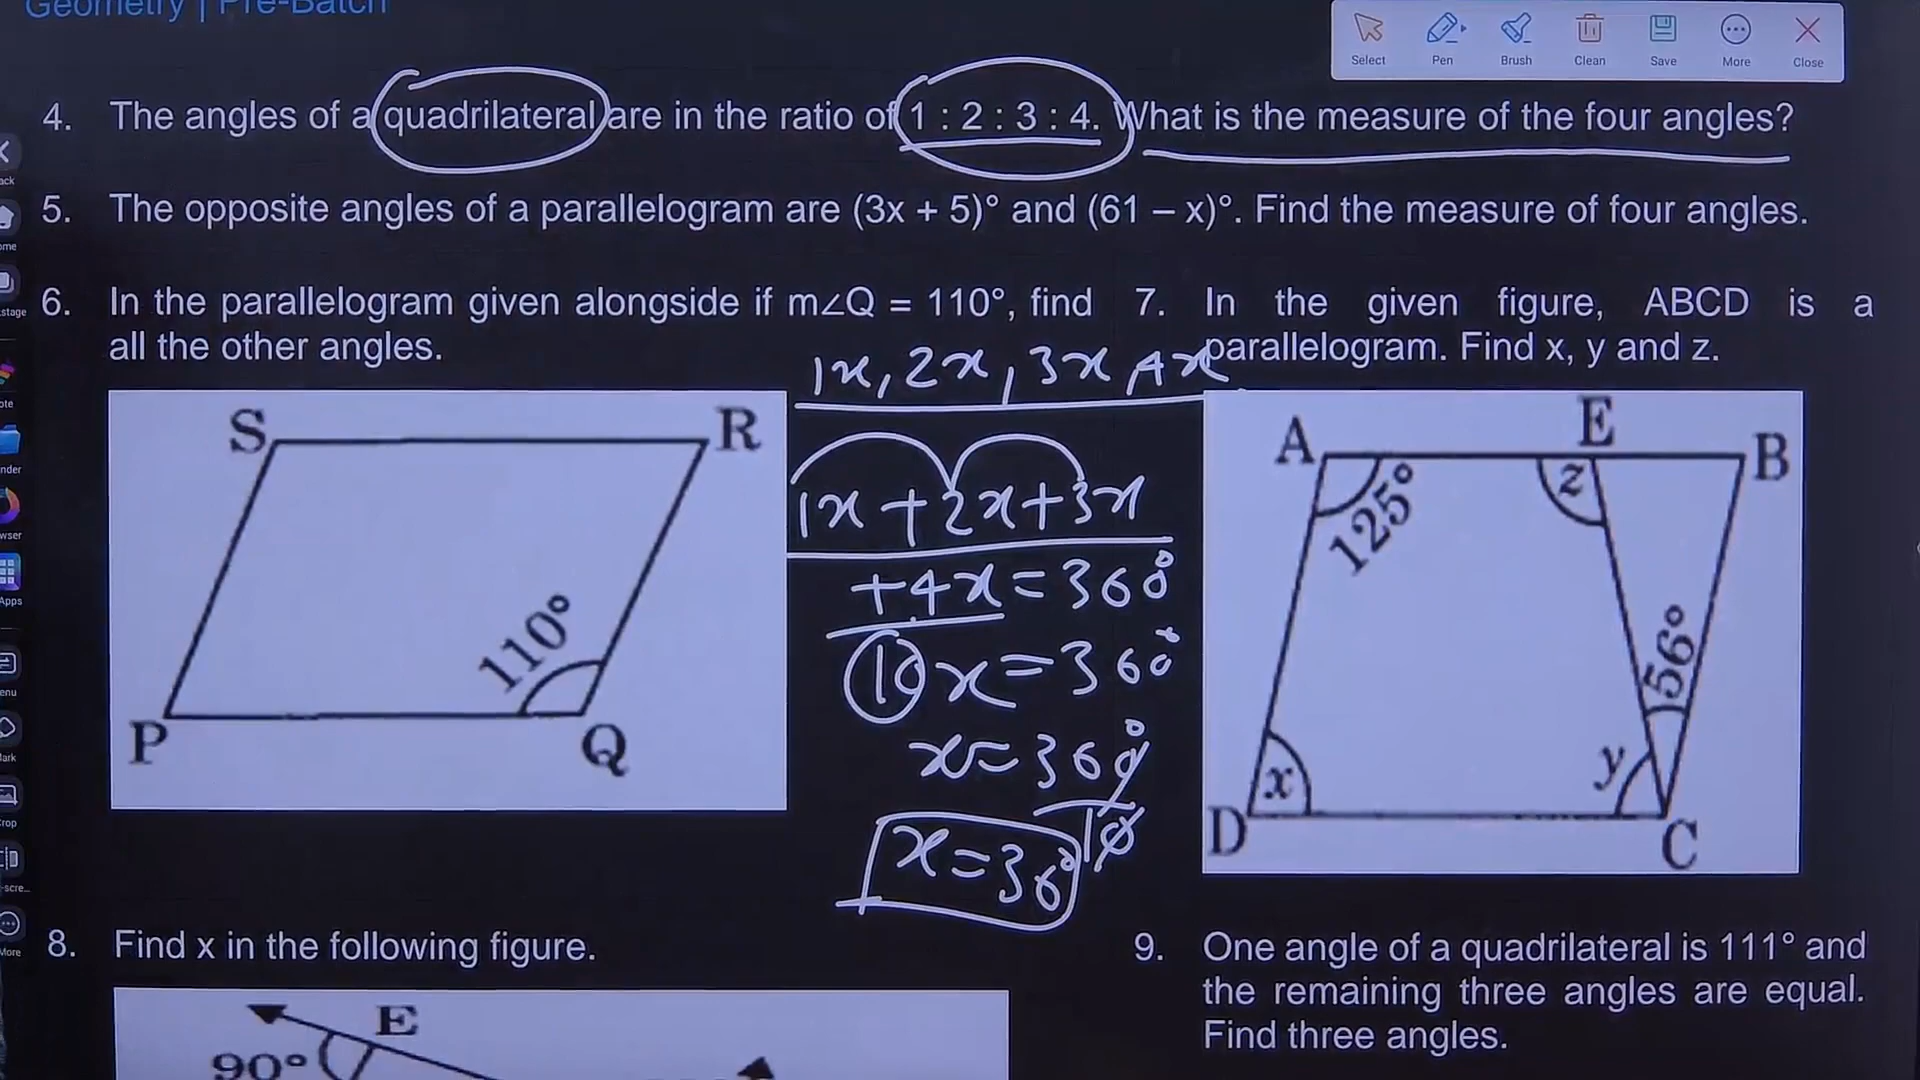 Geometry | Pre-Batch
Select Pen Brush Clean Save More Close
4. The angles of a quadrilateral are in the ratio of 1 : 2 : 3 : 4. What is the measure of the four angles?
5. The opposite angles of a parallelogram are (3x + 5)° and (61 – x)°. Find the measure of four angles.
6. In the parallelogram given alongside if m∠Q = 110°, find
all the other angles.
7. In the given figure, ABCD is a
parallelogram. Find x, y and z.
1x, 2x, 3x, 4x
S R
110°
P Q
1x + 2x + 3x
+ 4x = 360°
10x = 360°
x = 360°
10
x = 36°
A E B
125° z
56°
x y
D C
8. Find x in the following figure.
E
90°
9. One angle of a quadrilateral is 111° and
the remaining three angles are equal.
Find three angles.